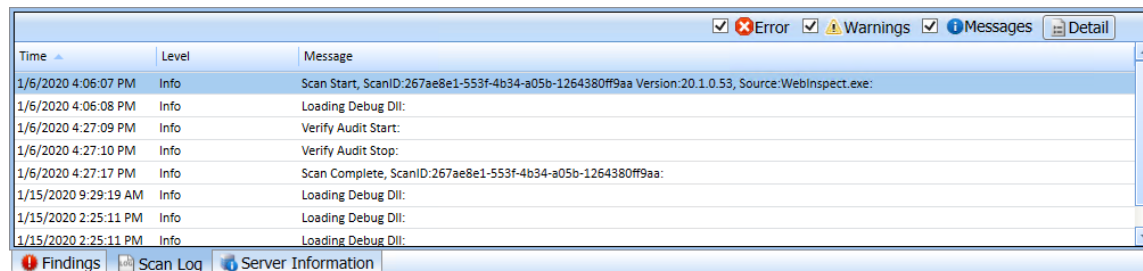 Error Warnings Messages Detail
Time Level Message
1/6/2020 4:06:07 PM Info Scan Start, ScanID:267ae8e1-553f-4b34-a05b-1264380ff9aa Version:20.1.0.53, Source:WebInspect.exe:
1/6/2020 4:06:08 PM Info Loading Debug Dll:
1/6/2020 4:27:09 PM Info Verify Audit Start:
1/6/2020 4:27:10 PM Info Verify Audit Stop:
1/6/2020 4:27:17 PM Info Scan Complete, ScanID:267ae8e1-553f-4b34-a05b-1264380ff9aa:
1/15/2020 9:29:19 AM Info Loading Debug Dll:
1/15/2020 2:25:11 PM Info Loading Debug Dll:
1/15/2020 2:25:11 PM Info Loading Debug Dll:
Findings Scan Log Server Information